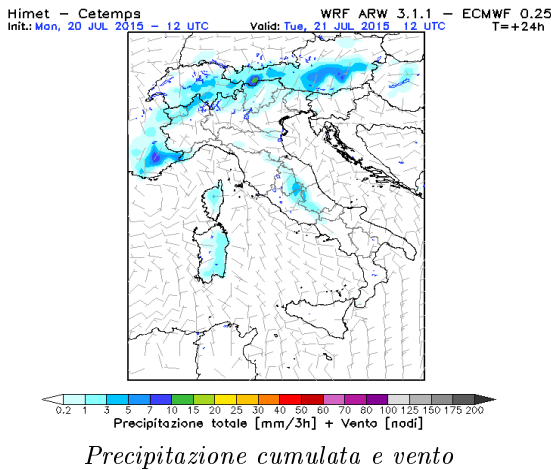 Himet – Cetemps WRF ARW 3.1.1 – ECMWF 0.25
Init.: Mon, 20 JUL 2015 – 12 UTC Valid: Tue, 21 JUL 2015 12 UTC T=+24h
0.2 1 3 5 7 10 15 20 25 30 40 50 60 70 80 100 125 150 175 200
Precipitazione totale [mm/3h] + Vento [nodi]
Precipitazione cumulata e vento